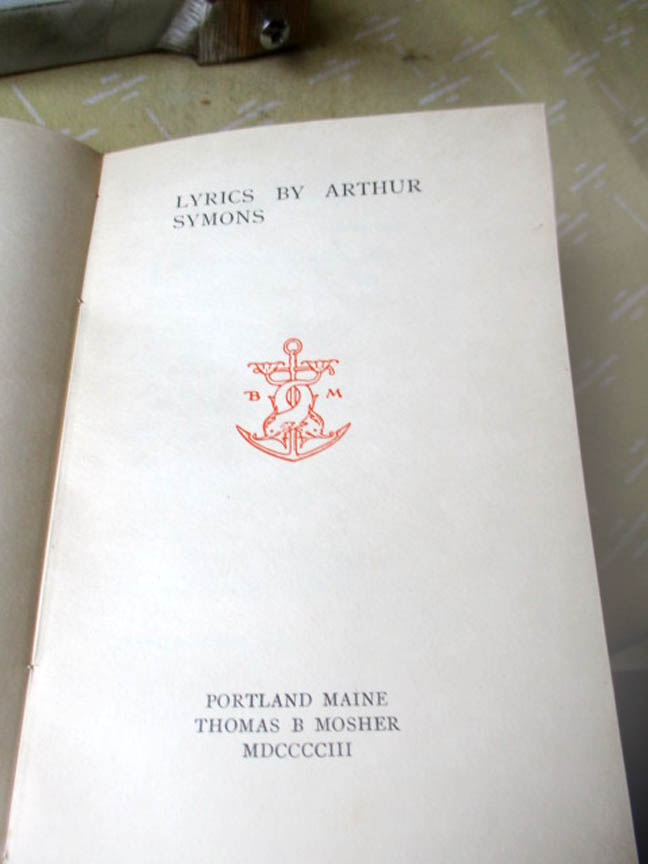 LYRICS BY ARTHUR
SYMONS
B M
PORTLAND MAINE
THOMAS B MOSHER
MDCCCCIII